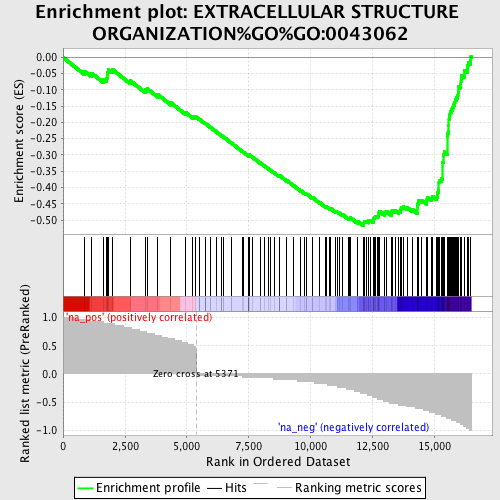 Enrichment plot: EXTRACELLULAR STRUCTURE
ORGANIZATION%GO%GO:0043062
Enrichment score (ES)
0.00
-0.05
-0.10
-0.15
-0.20
-0.25
-0.30
-0.35
-0.40
-0.45
-0.50
Ranked list metric (PreRanked)
1.0
0.5
0.0
-0.5
-1.0
'na_pos' (positively correlated)
Zero cross at 5371
'na_neg' (negatively correlated)
0
2,500
5,000
7,500
10,000
12,500
15,000
Rank in Ordered Dataset
Enrichment profile
Hits
Ranking metric scores